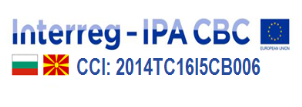 Interreg - IPA CBC
EUROPEAN UNION
CCI: 2014TC16I5CB006